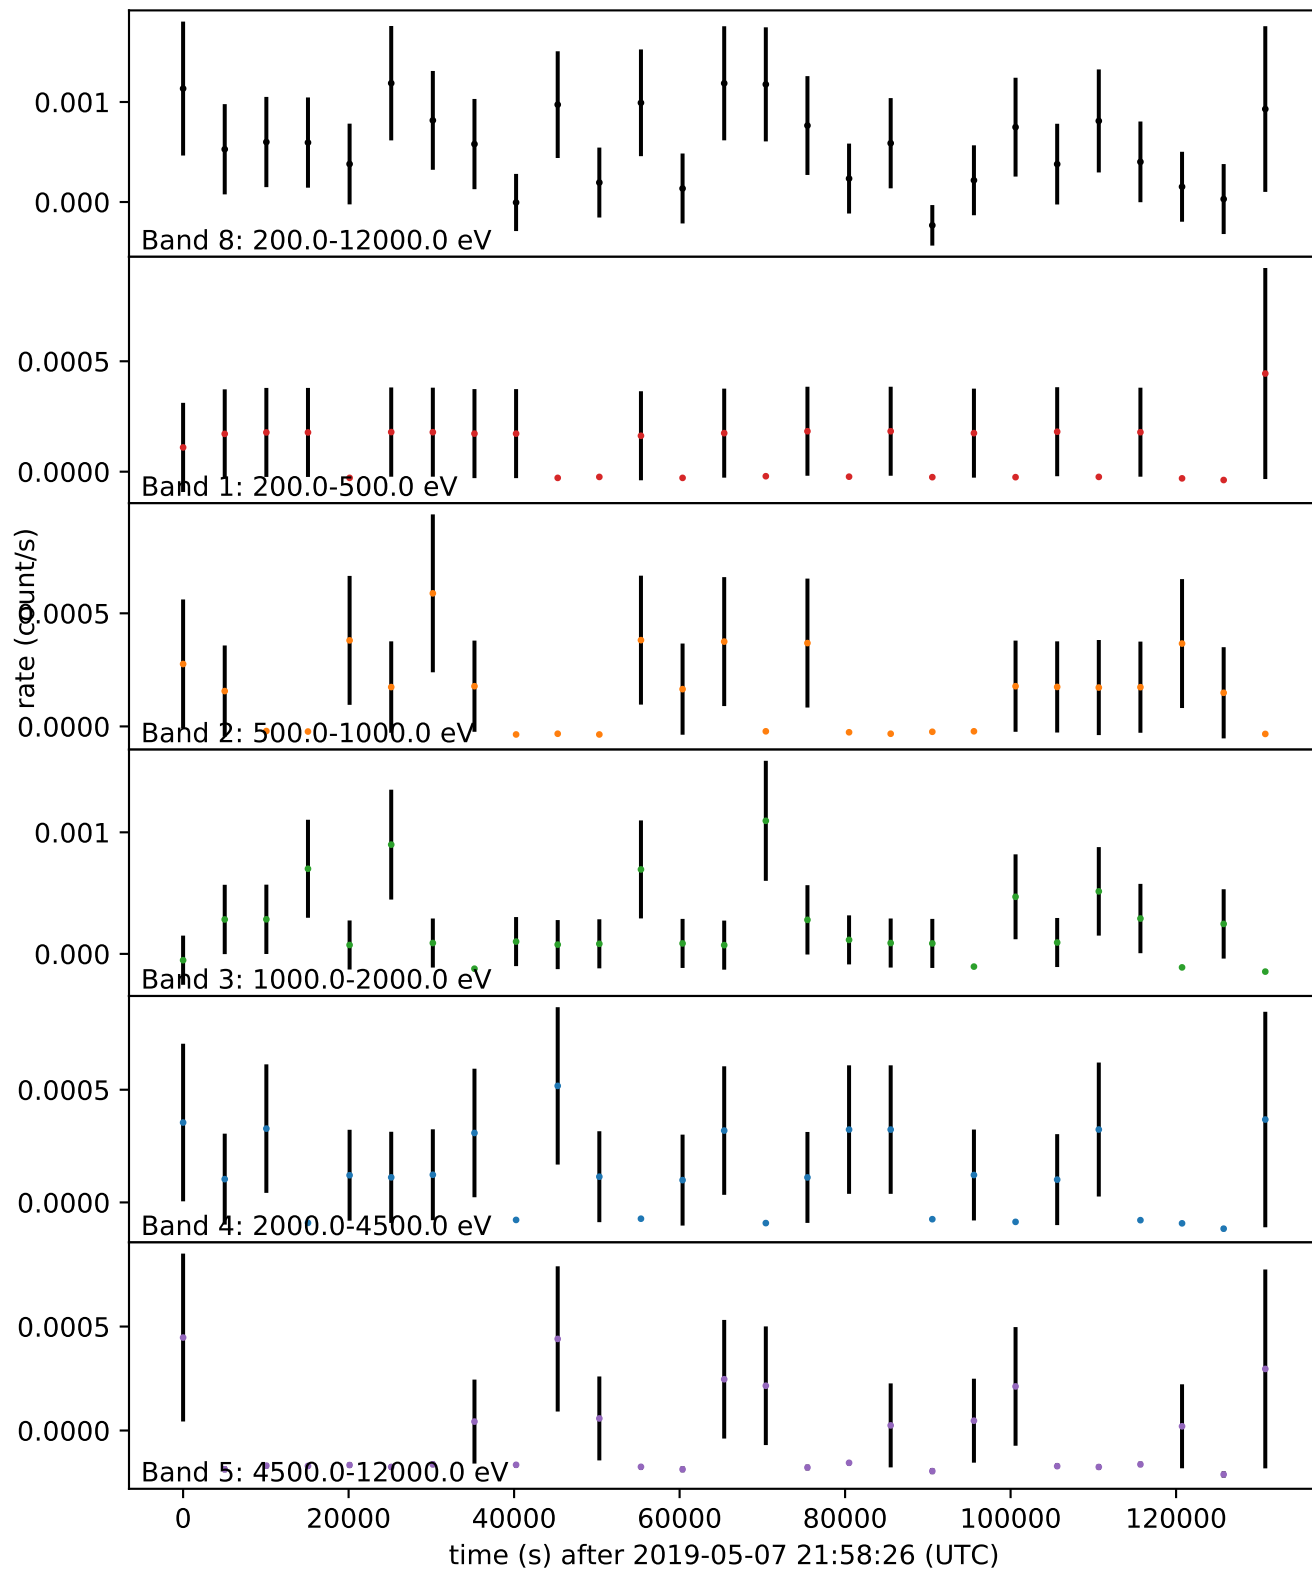 0.001
0.000
Band 8: 200.0-12000.0 eV
0.0005
0.0000
Band 1: 200.0-500.0 eV
rate (count/s)
0.0005
0.0000
Band 2: 500.0-1000.0 eV
0.001
0.000
Band 3: 1000.0-2000.0 eV
0.0005
0.0000
Band 4: 2000.0-4500.0 eV
0.0005
0.0000
Band 5: 4500.0-12000.0 eV
0 20000 40000 60000 80000 100000 120000
time (s) after 2019-05-07 21:58:26 (UTC)